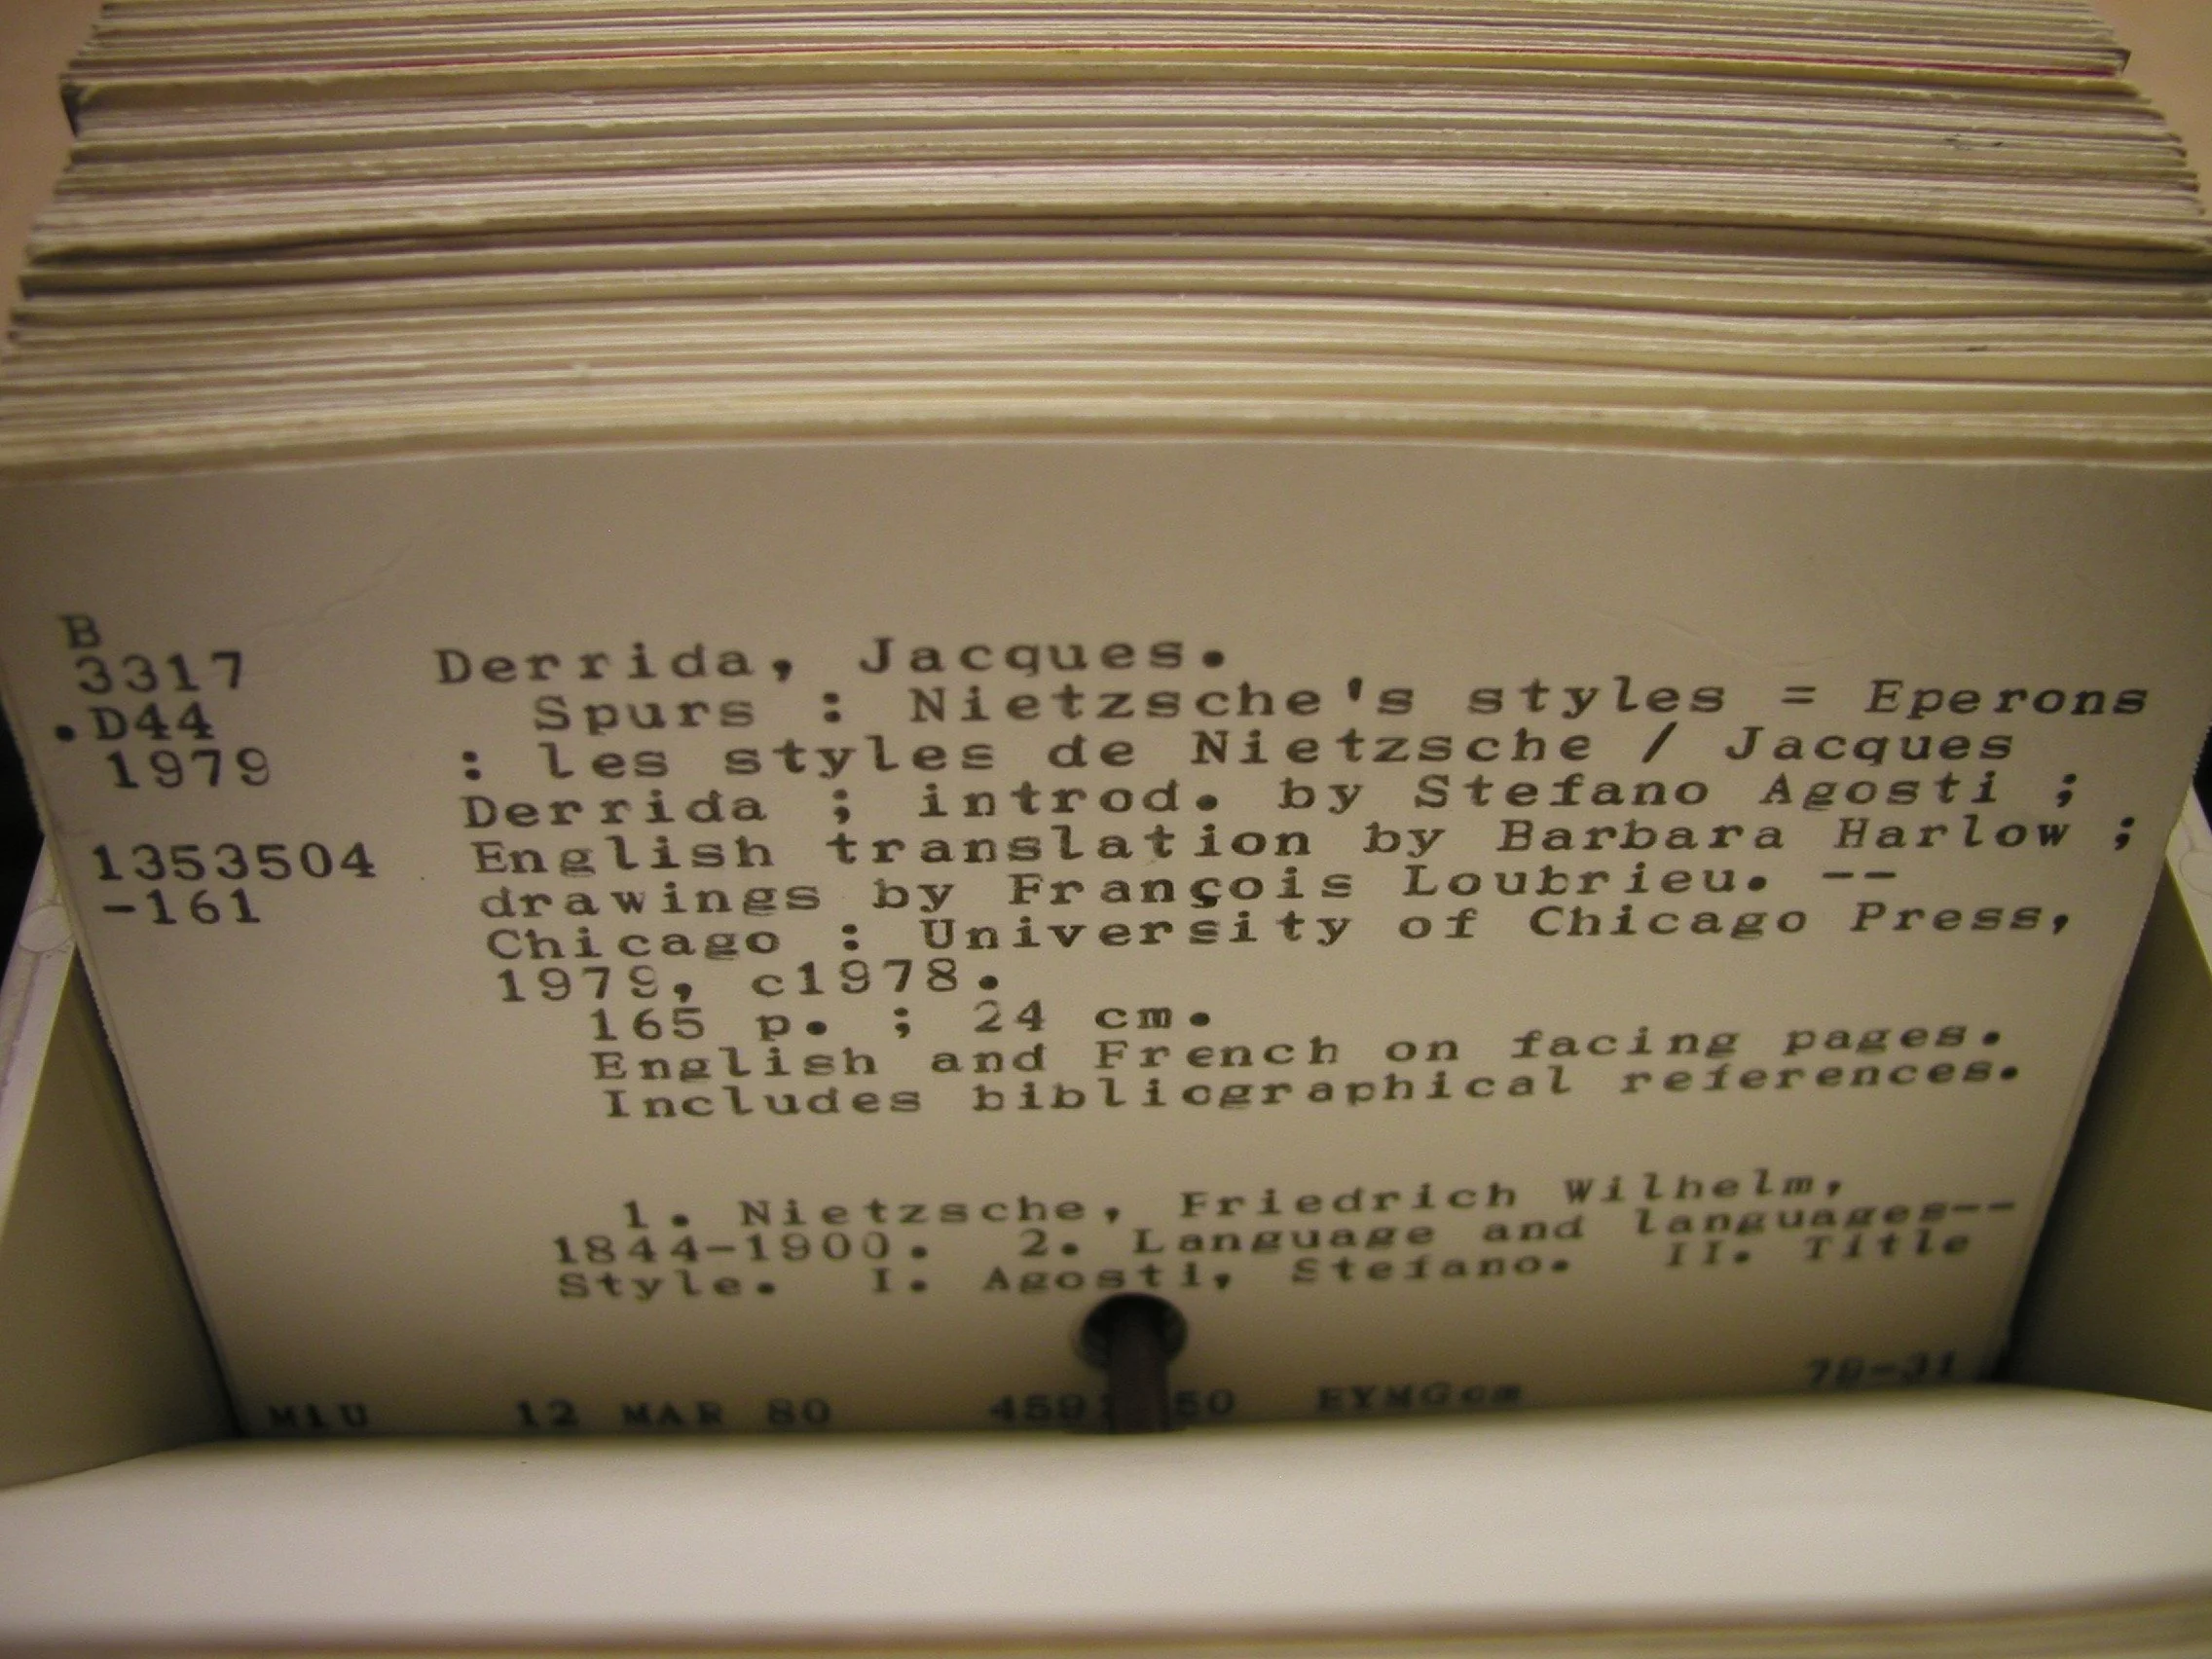 B
3317 Derrida, Jacques.
.D44 Spurs : Nietzsche's styles = Eperons
1979 : les styles de Nietzsche / Jacques
Derrida ; introd. by Stefano Agosti ;
1353504 English translation by Barbara Harlow ;
-161 drawings by François Loubrieu. --
Chicago : University of Chicago Press,
1979, c1978.
165 p. ; 24 cm.
English and French on facing pages.
Includes bibliographical references.
1. Nietzsche, Friedrich Wilhelm,
1844-1900. 2. Language and languages--
Style. I. Agosti, Stefano. II. Title
MiU 12 MAR 80 EYMGcm